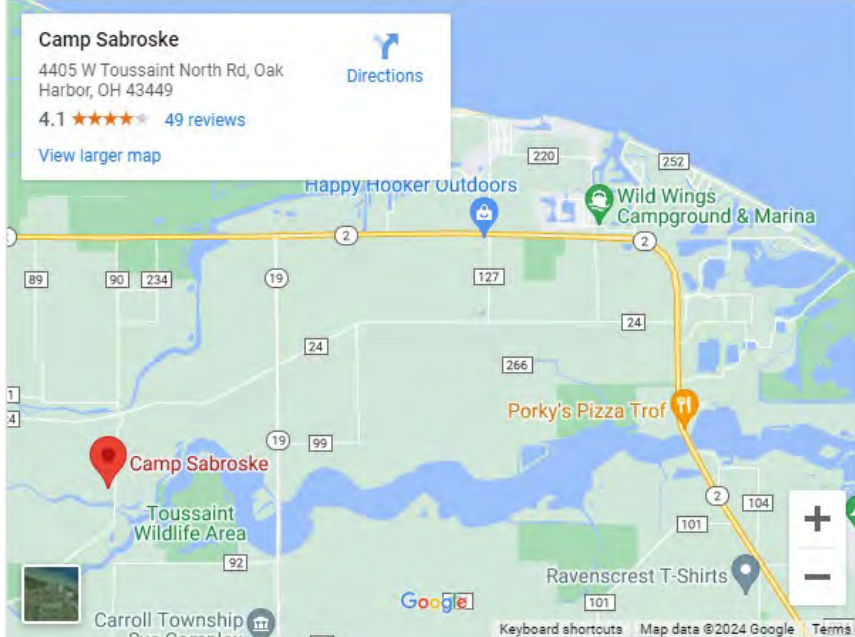 Camp Sabroske
4405 W Toussaint North Rd, Oak
Harbor, OH 43449
Directions
4.1
49 reviews
View larger map
220
252
Happy Hooker Outdoors
Wild Wings
Campground & Marina
2
2
89
90
234
19
127
24
24
266
Porky's Pizza Trof
19
99
Camp Sabroske
Toussaint
Wildlife Area
2
104
101
92
Ravenscrest T-Shirts
Google
101
Carroll Township
Keyboard shortcuts
Map data ©2024 Google
Terms